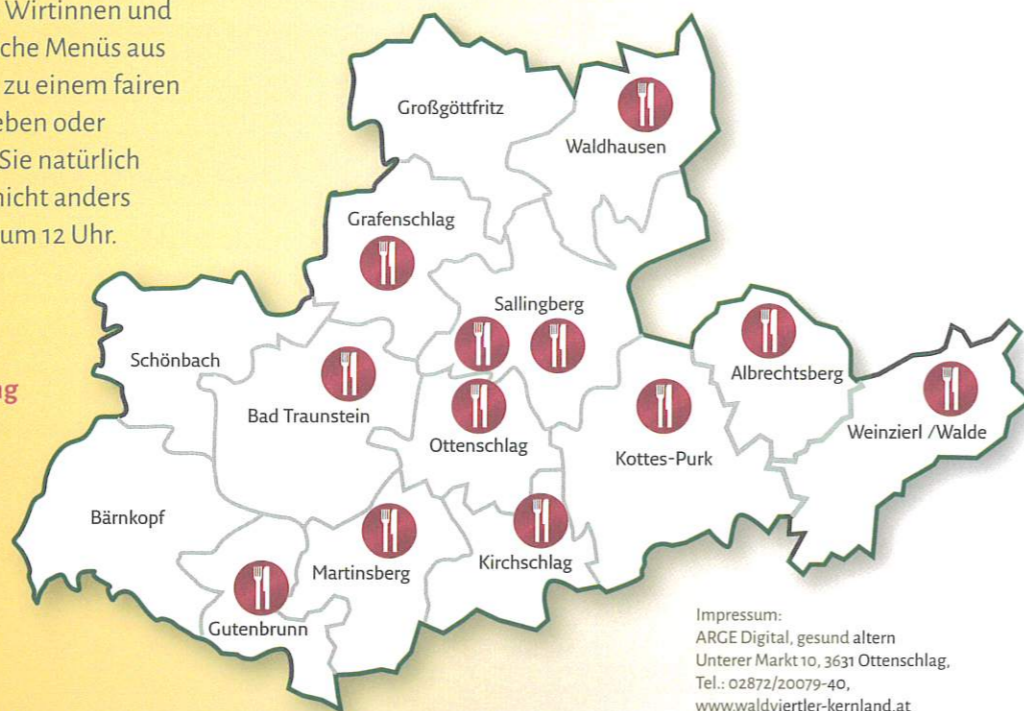 Wirtinnen und
che Menüs aus
zu einem fairen
eben oder
Sie natürlich
nicht anders
um 12 Uhr.
g
Großgöttfritz
Waldhausen
Grafenschlag
Sallingberg
Schönbach
Albrechtsberg
Bad Traunstein
Ottenschlag
Weinzierl /Walde
Kottes-Purk
Bärnkopf
Kirchschlag
Martinsberg
Gutenbrunn
Impressum:
ARGE Digital, gesund altern
Unterer Markt 10, 3631 Ottenschlag,
Tel.: 02872/20079-40,
www.waldviertler-kernland.at